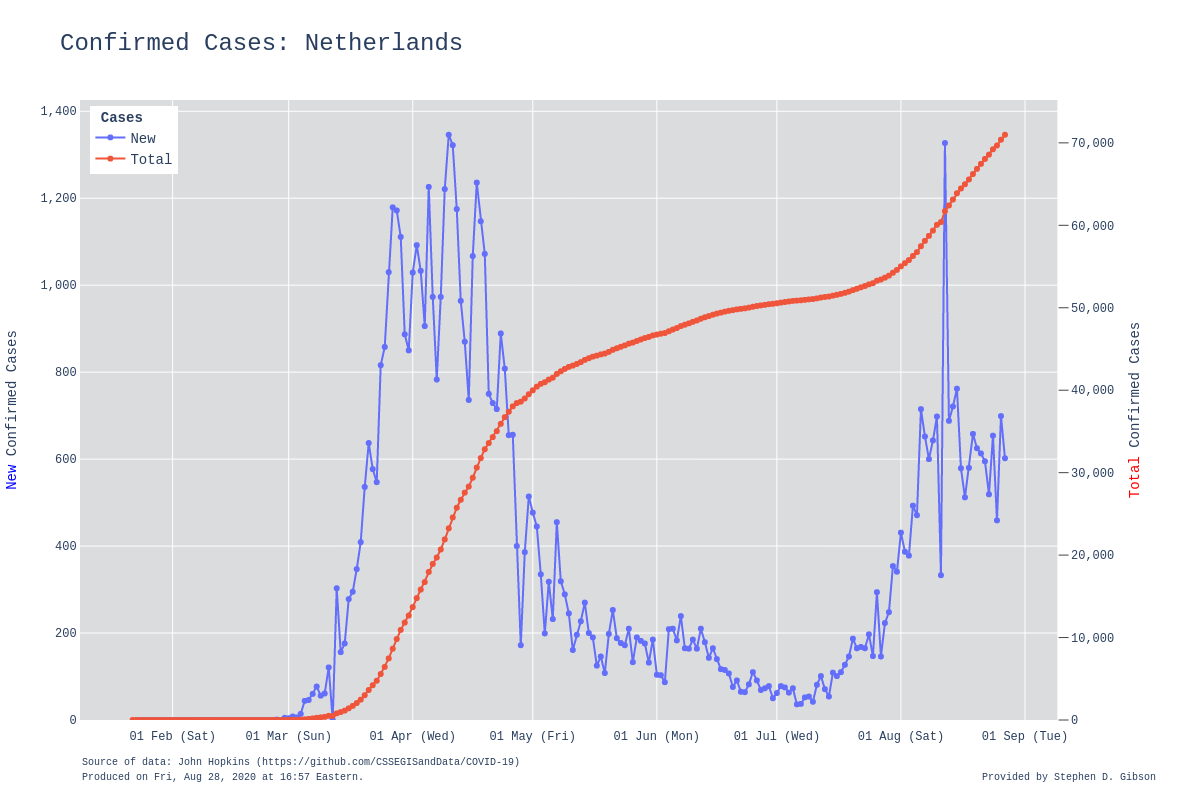 Confirmed Cases: Netherlands
Cases
New
Total
1,400
1,200
1,000
800
600
400
200
0
New Confirmed Cases
70,000
60,000
50,000
40,000
30,000
20,000
10,000
0
Total Confirmed Cases
01 Feb (Sat) 01 Mar (Sun) 01 Apr (Wed) 01 May (Fri) 01 Jun (Mon) 01 Jul (Wed) 01 Aug (Sat) 01 Sep (Tue)
Source of data: John Hopkins (https://github.com/CSSEGISandData/COVID-19)
Produced on Fri, Aug 28, 2020 at 16:57 Eastern.
Provided by Stephen D. Gibson